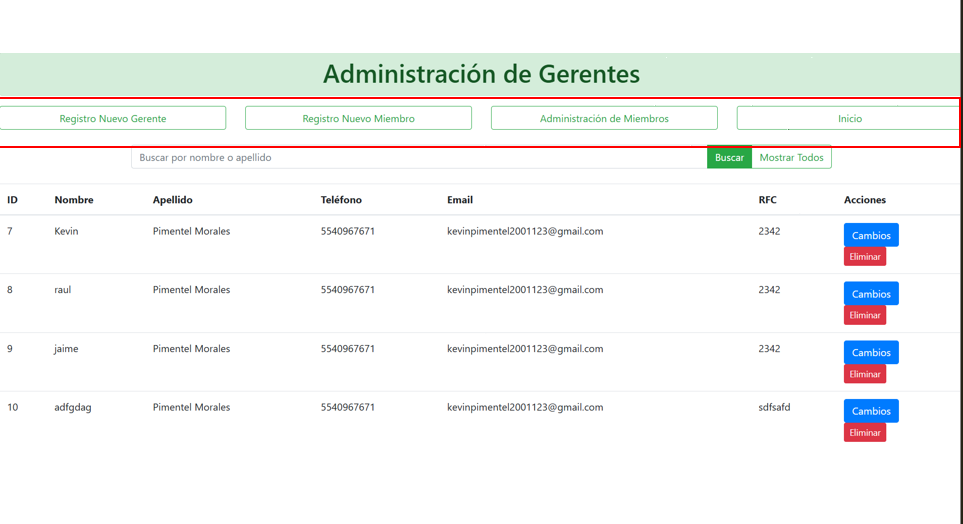 Administración de Gerentes
Registro Nuevo Gerente Registro Nuevo Miembro Administración de Miembros Inicio
Buscar por nombre o apellido Buscar Mostrar Todos
ID Nombre Apellido Teléfono Email RFC Acciones
7 Kevin Pimentel Morales 5540967671 kevinpimentel2001123@gmail.com 2342 Cambios
Eliminar
8 raul Pimentel Morales 5540967671 kevinpimentel2001123@gmail.com 2342 Cambios
Eliminar
9 jaime Pimentel Morales 5540967671 kevinpimentel2001123@gmail.com 2342 Cambios
Eliminar
10 adfgdag Pimentel Morales 5540967671 kevinpimentel2001123@gmail.com sdfsafd Cambios
Eliminar